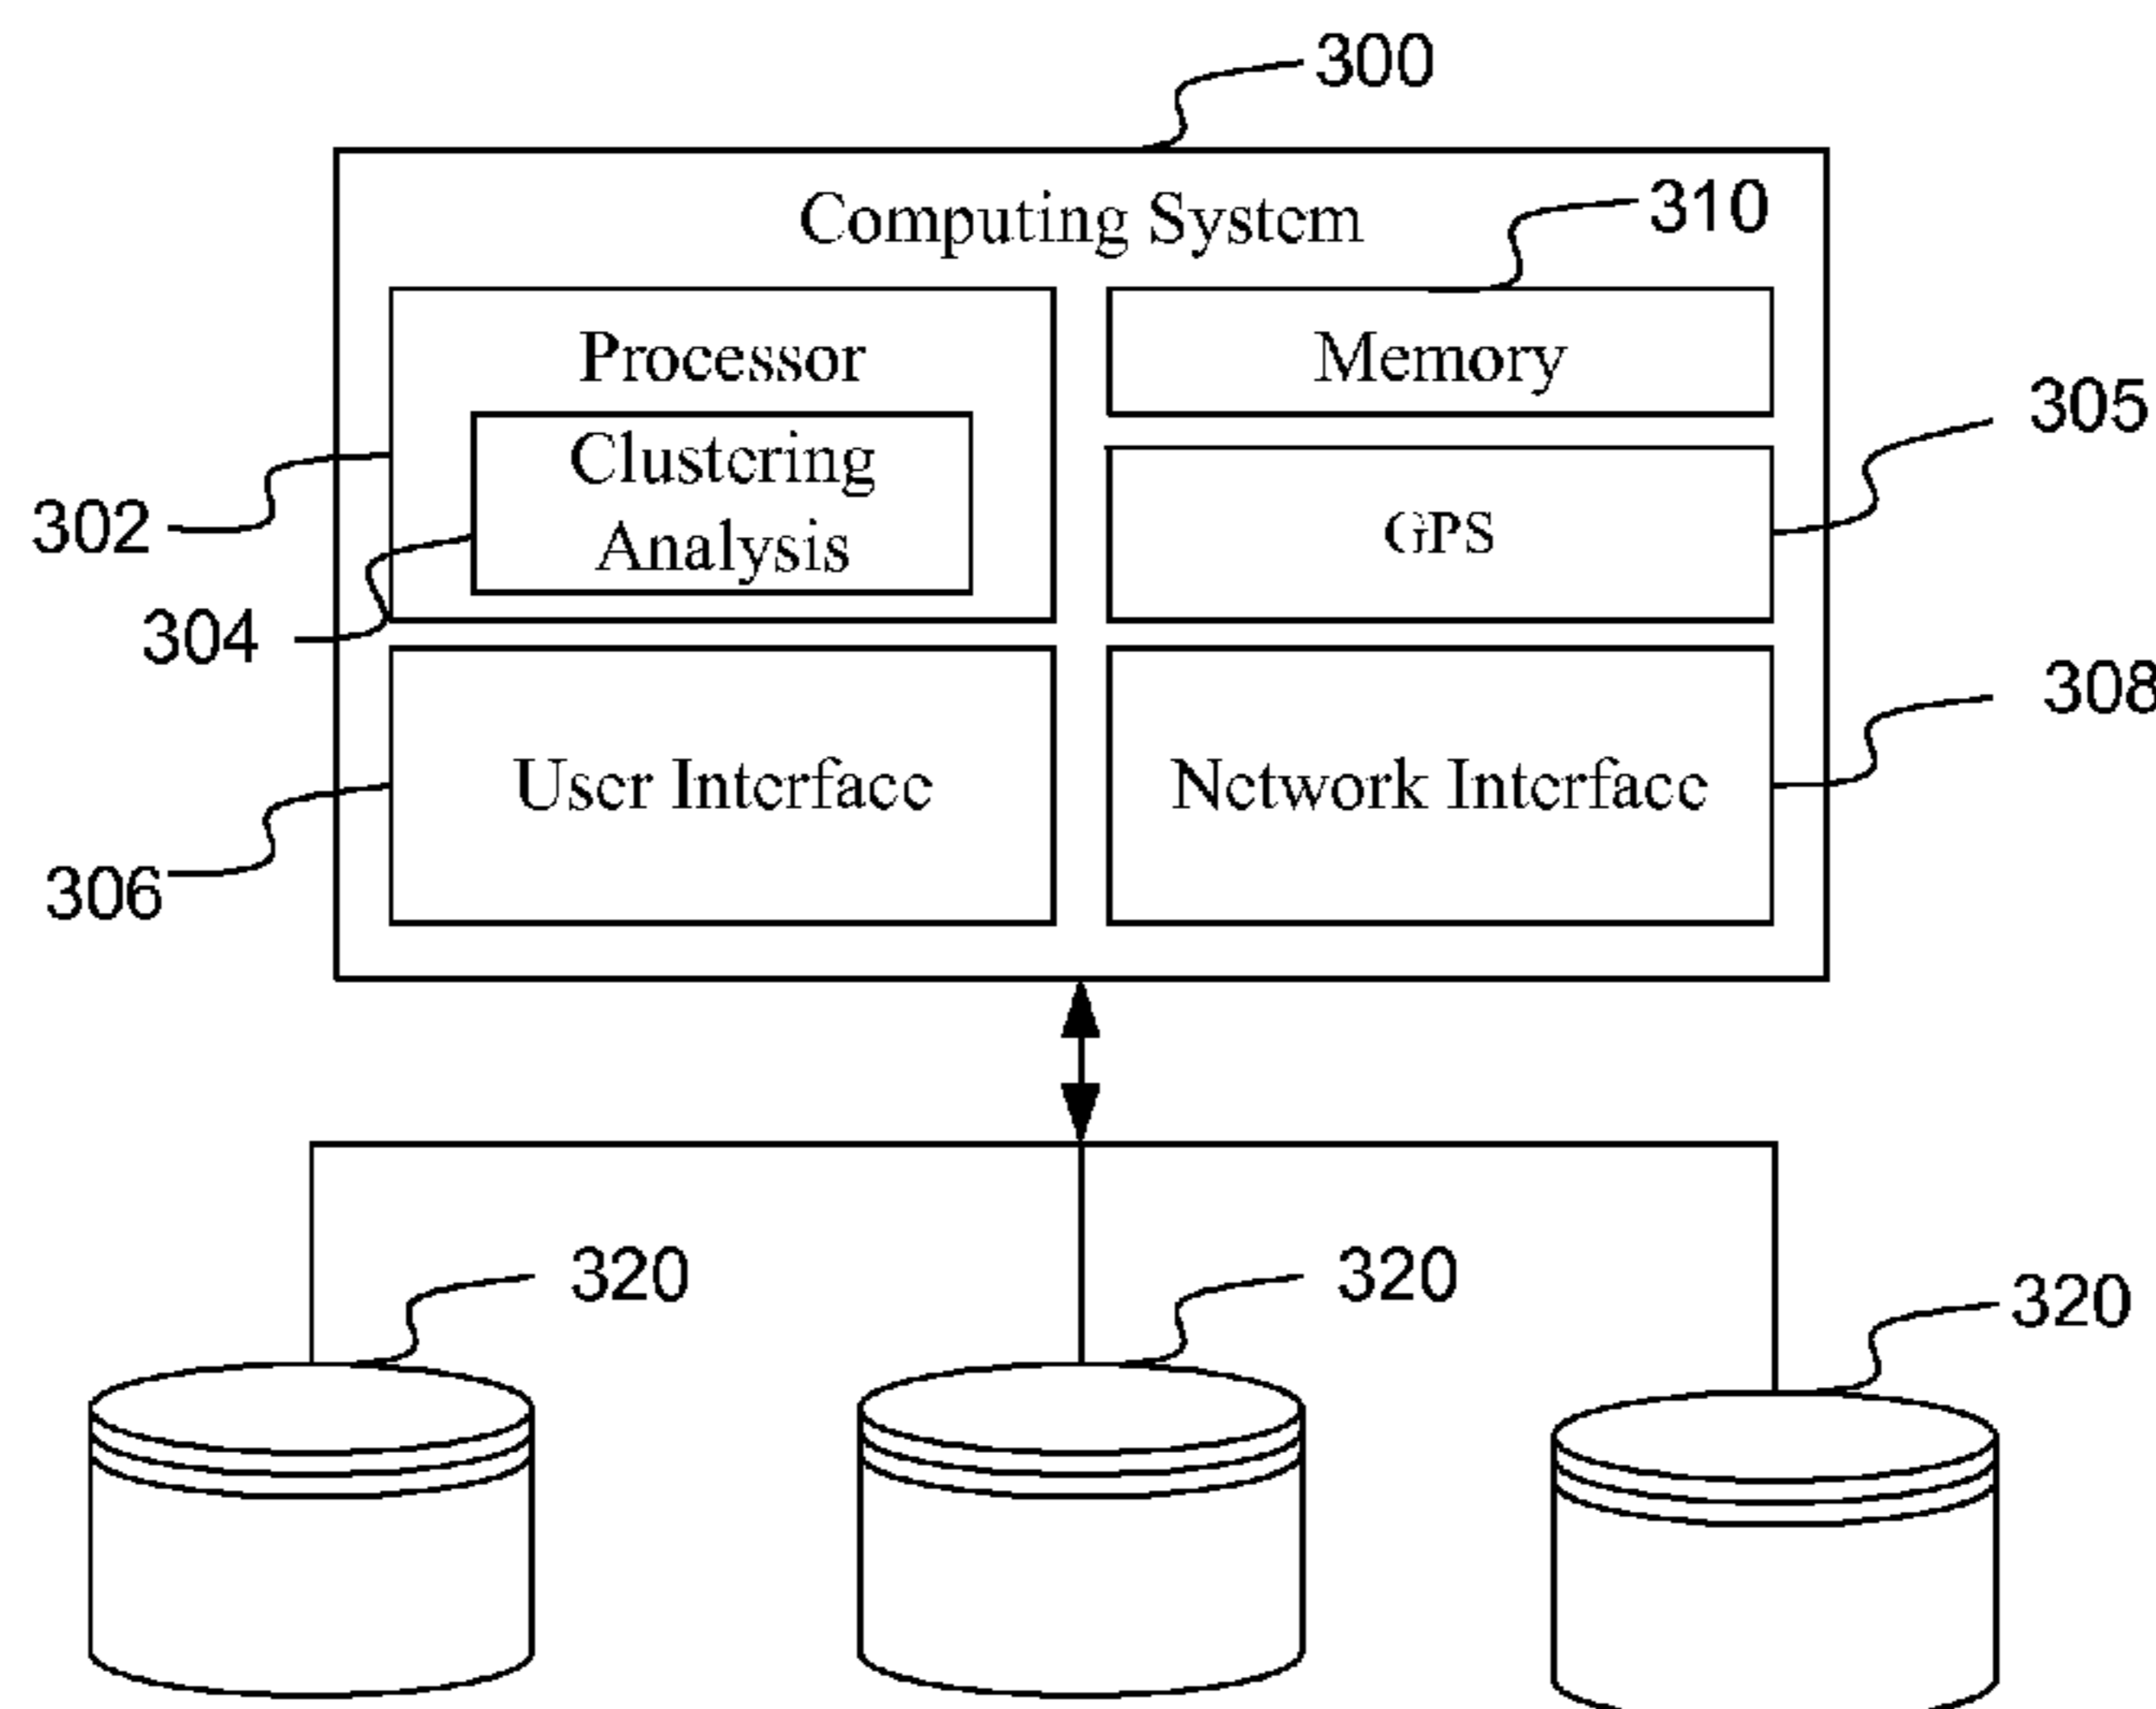 300
Computing System
310
Processor
Memory
305
Clustering
Analysis
GPS
302
304
308
User Interface
Network Interface
306
320
320
320